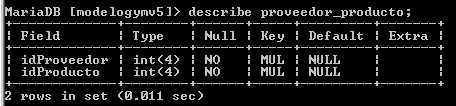 MariaDB [modelogymv5]> describe proveedor_producto;
+-------------+--------+------+-----+---------+-------+
| Field       | Type   | Null | Key | Default | Extra |
+-------------+--------+------+-----+---------+-------+
| idProveedor | int(4) | NO   | MUL | NULL    |       |
| idProducto  | int(4) | NO   | MUL | NULL    |       |
+-------------+--------+------+-----+---------+-------+
2 rows in set (0.011 sec)